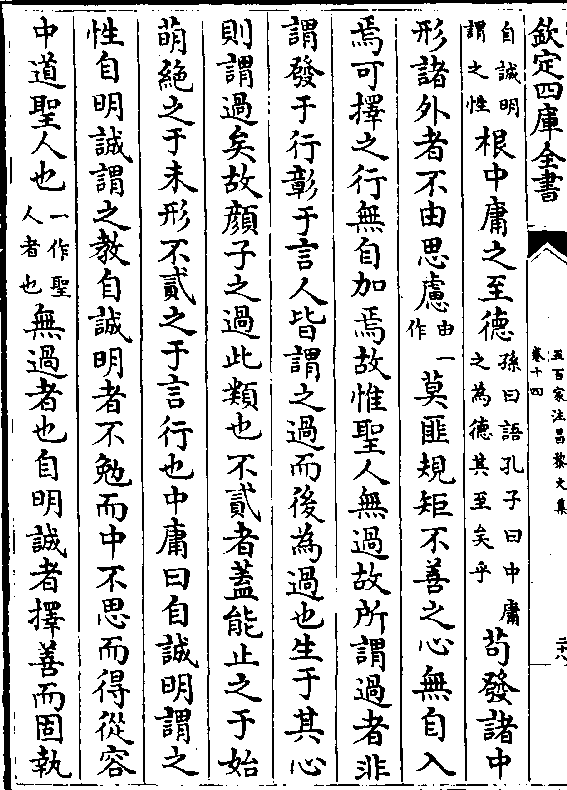 欽定四庫全書
五百家注昌黎文集
卷十四
自誠明謂之性根中庸之至德孫曰語孔子曰中庸之為德其至矣乎苟發諸中
形諸外者不由思慮由一作莫匪規矩不善之心無自入
焉可擇之行無自加焉故惟聖人無過故所謂過者非
謂發于行彰于言人皆謂之過而後為過也生于其心
則謂過矣故顏子之過此類也不貳者蓋能止之于始
萌絕之于未形不貳之于言行也中庸曰自誠明謂之
性自明誠謂之教自誠明者不勉而中不思而得從容
中道聖人也一作聖人者也無過者也自明誠者擇善而固執